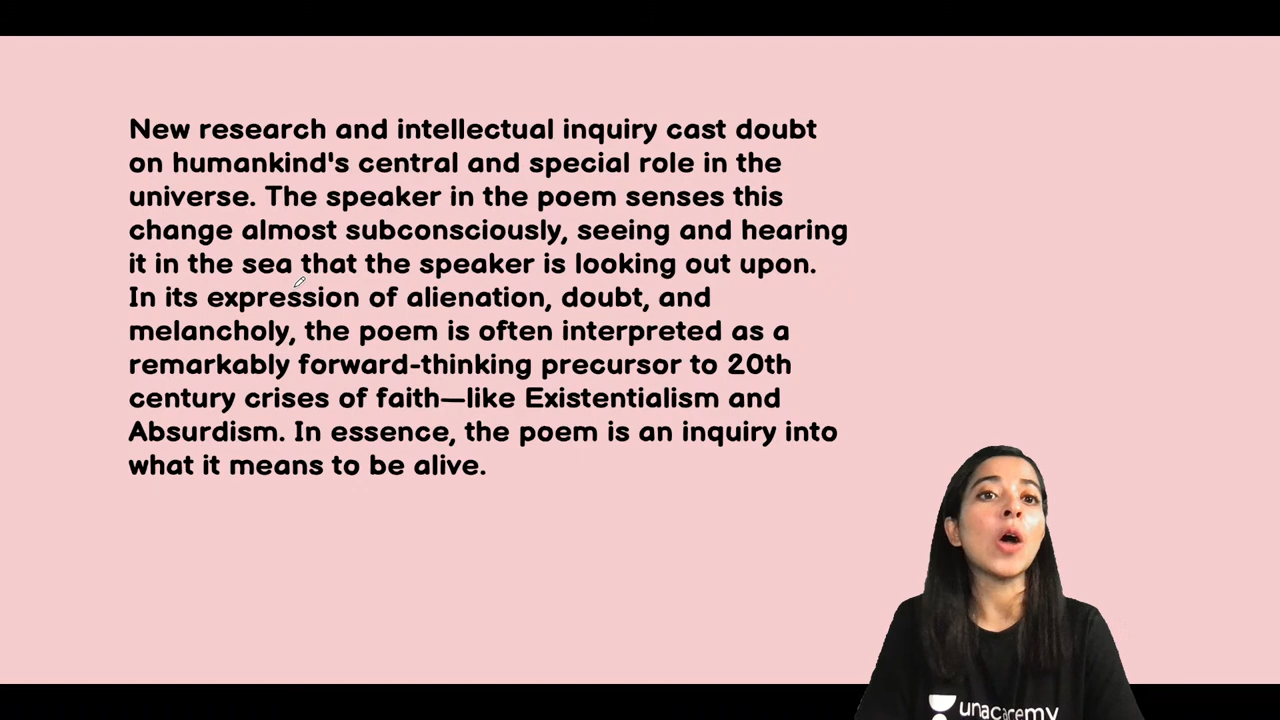 New research and intellectual inquiry cast doubt
on humankind's central and special role in the
universe. The speaker in the poem senses this
change almost subconsciously, seeing and hearing
it in the sea that the speaker is looking out upon.
In its expression of alienation, doubt, and
melancholy, the poem is often interpreted as a
remarkably forward-thinking precursor to 20th
century crises of faith—like Existentialism and
Absurdism. In essence, the poem is an inquiry into
what it means to be alive.
unacademy